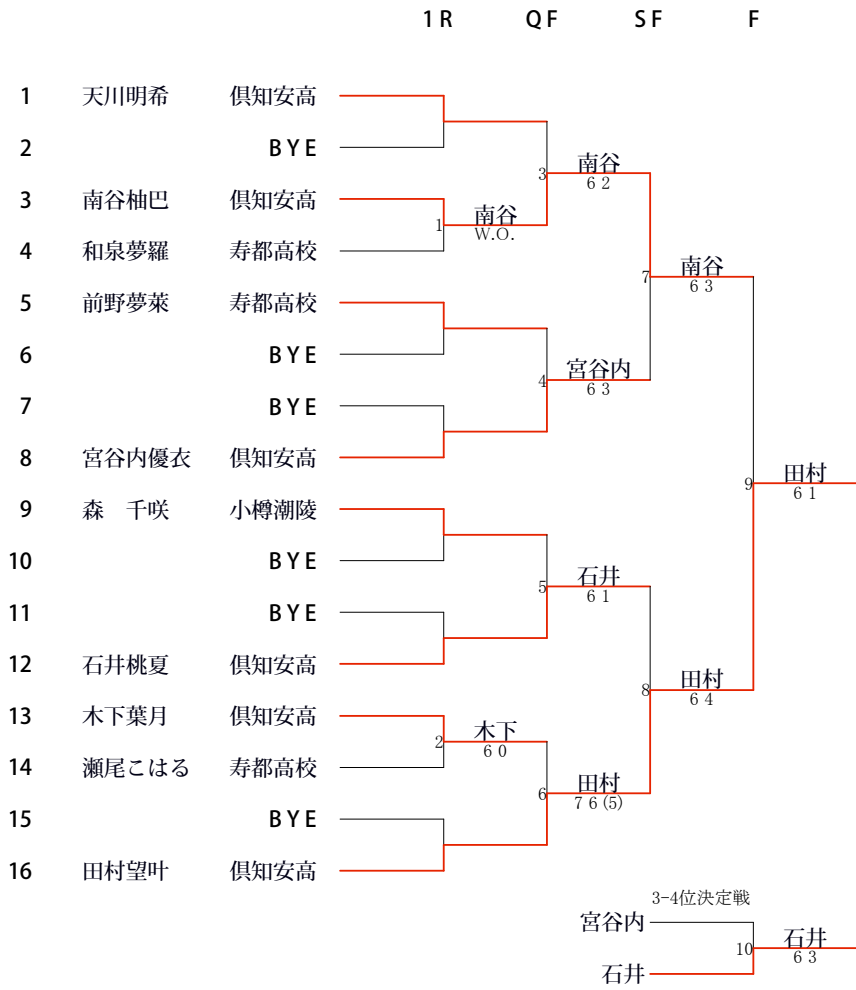 1R QF SF F
1 天川明希 倶知安高
2 BYE
3 南谷 6 2
3 南谷柚巴 倶知安高
1 南谷 W.O.
4 和泉夢羅 寿都高校
7 南谷 6 3
5 前野夢菜 寿都高校
6 BYE
4 宮谷内 6 3
7 BYE
8 宮谷内優衣 倶知安高
9 田村 6 1
9 森 千咲 小樽潮陵
10 BYE
5 石井 6 1
11 BYE
12 石井桃夏 倶知安高
8 田村 6 4
13 木下葉月 倶知安高
2 木下 6 0
14 瀬尾こはる 寿都高校
6 田村 7 6 (5)
15 BYE
16 田村望叶 倶知安高
3-4位決定戦
宮谷内
10 石井 6 3
石井